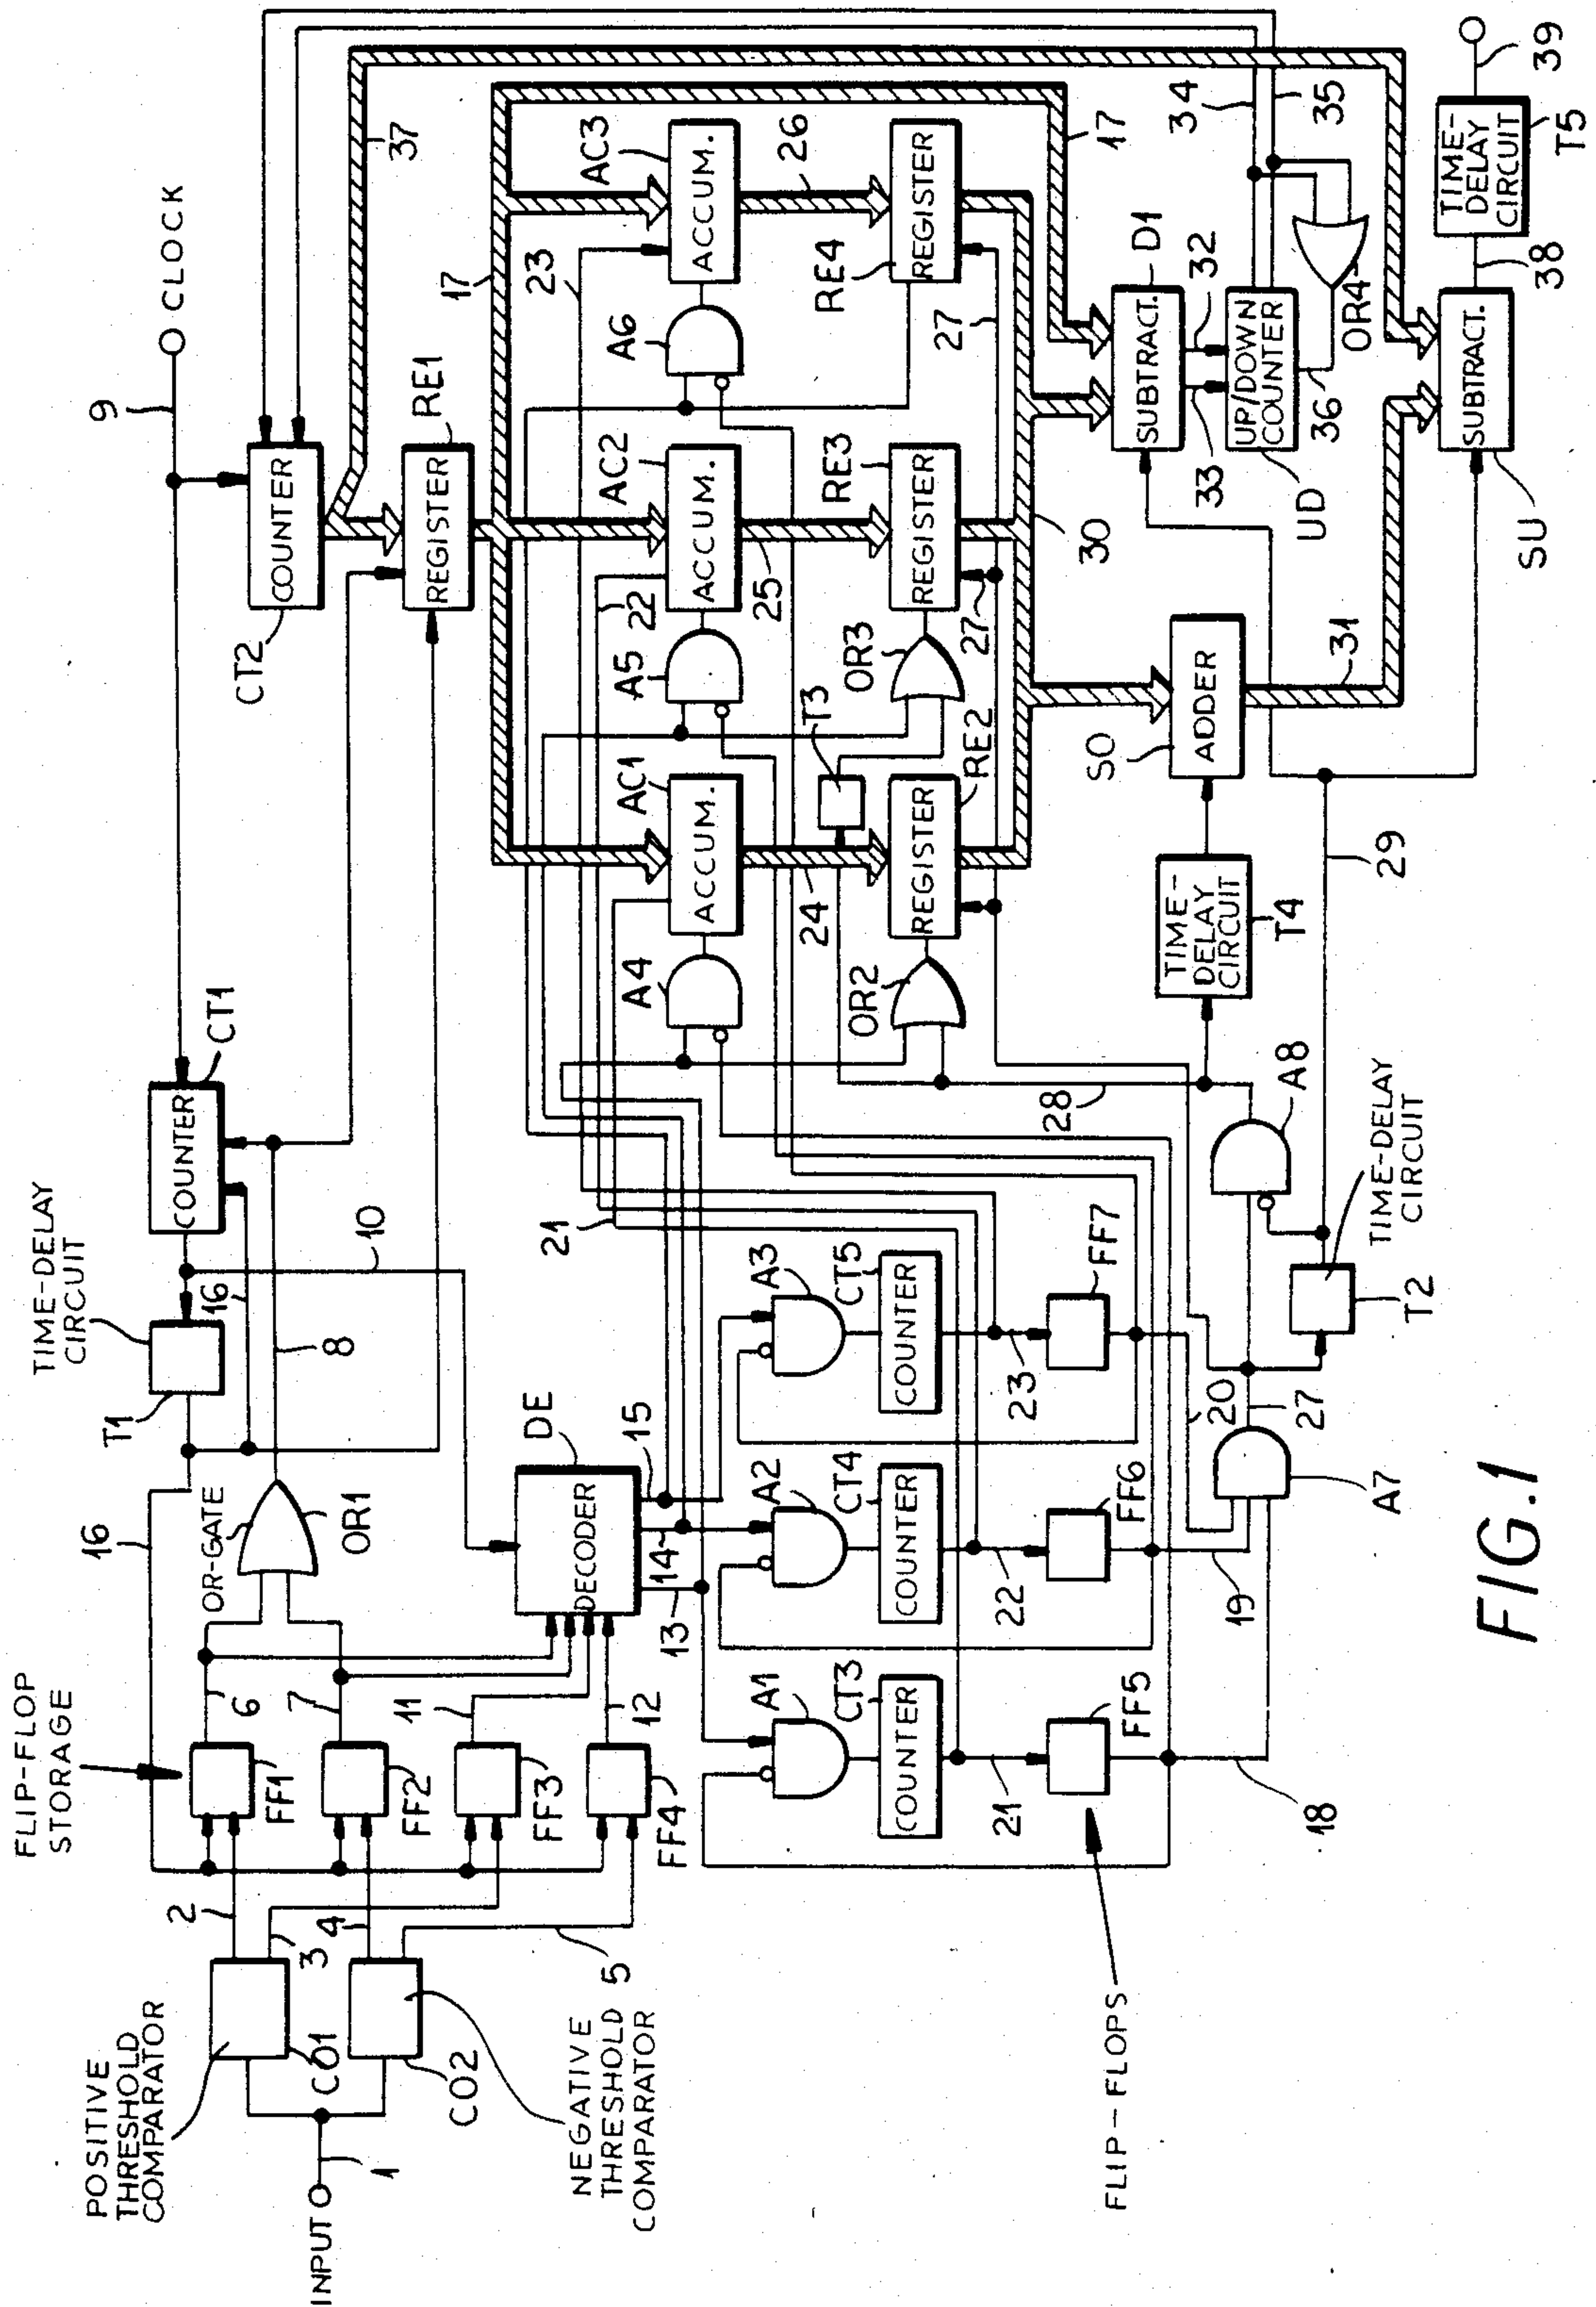 INPUT
1
POSITIVE
THRESHOLD
COMPARATOR
CO1
CO2
NEGATIVE
THRESHOLD
COMPARATOR
2
3
4
5
FLIP-FLOP
STORAGE
FF1
FF2
FF3
FF4
6
7
11
12
16
OR-GATE
OR1
8
T1
TIME-DELAY
CIRCUIT
16
10
COUNTER
CT1
9
CLOCK
COUNTER
CT2
REGISTER
RE1
37
17
DECODER
DE
13
14
15
A1
A2
A3
COUNTER
CT3
COUNTER
CT4
COUNTER
CT5
21
22
23
FF5
FF6
FF7
FLIP-FLOPS
18
19
20
A7
27
T2
TIME-DELAY
CIRCUIT
A8
28
29
21
22
23
A4
A5
A6
ACCUM.
AC1
ACCUM.
AC2
ACCUM.
AC3
24
25
26
T3
OR2
OR3
REGISTER
RE2
REGISTER
RE3
REGISTER
RE4
27
27
30
17
TIME-
DELAY
CIRCUIT
T4
ADDER
SO
31
SUBTRACT.
D1
32
33
UP/DOWN
COUNTER
UD
34
35
36
OR4
SUBTRACT.
SU
38
TIME-
DELAY
CIRCUIT
T5
39
FIG.1